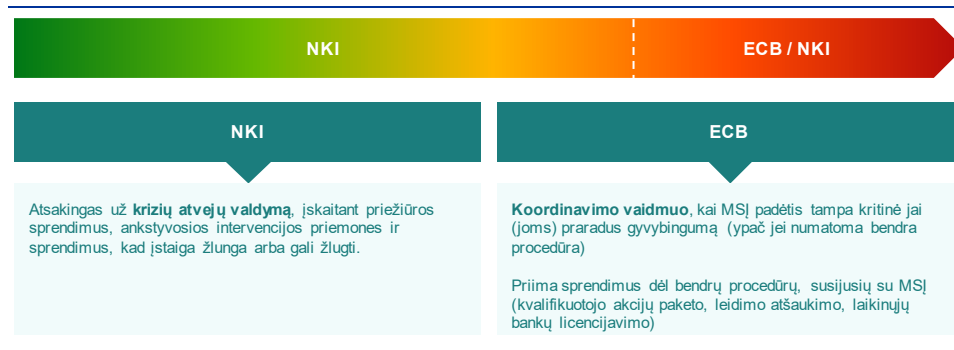 NKI
ECB / NKI
NKI
Atsakingas už krizių atvejų valdymą, įskaitant priežiūros
sprendimus, ankstyvosios intervencijos priemones ir
sprendimus, kad įstaiga žlunga arba gali žlugti.
ECB
Koordinavimo vaidmuo, kai MSĮ padėtis tampa kritinė jai
(joms) praradus gyvybingumą (ypač jei numatoma bendra
procedūra)
Priima sprendimus dėl bendrų procedūrų, susijusių su MSĮ
(kvalifikuotojo akcijų paketo, leidimo atšaukimo, laikinųjų
bankų licencijavimo)